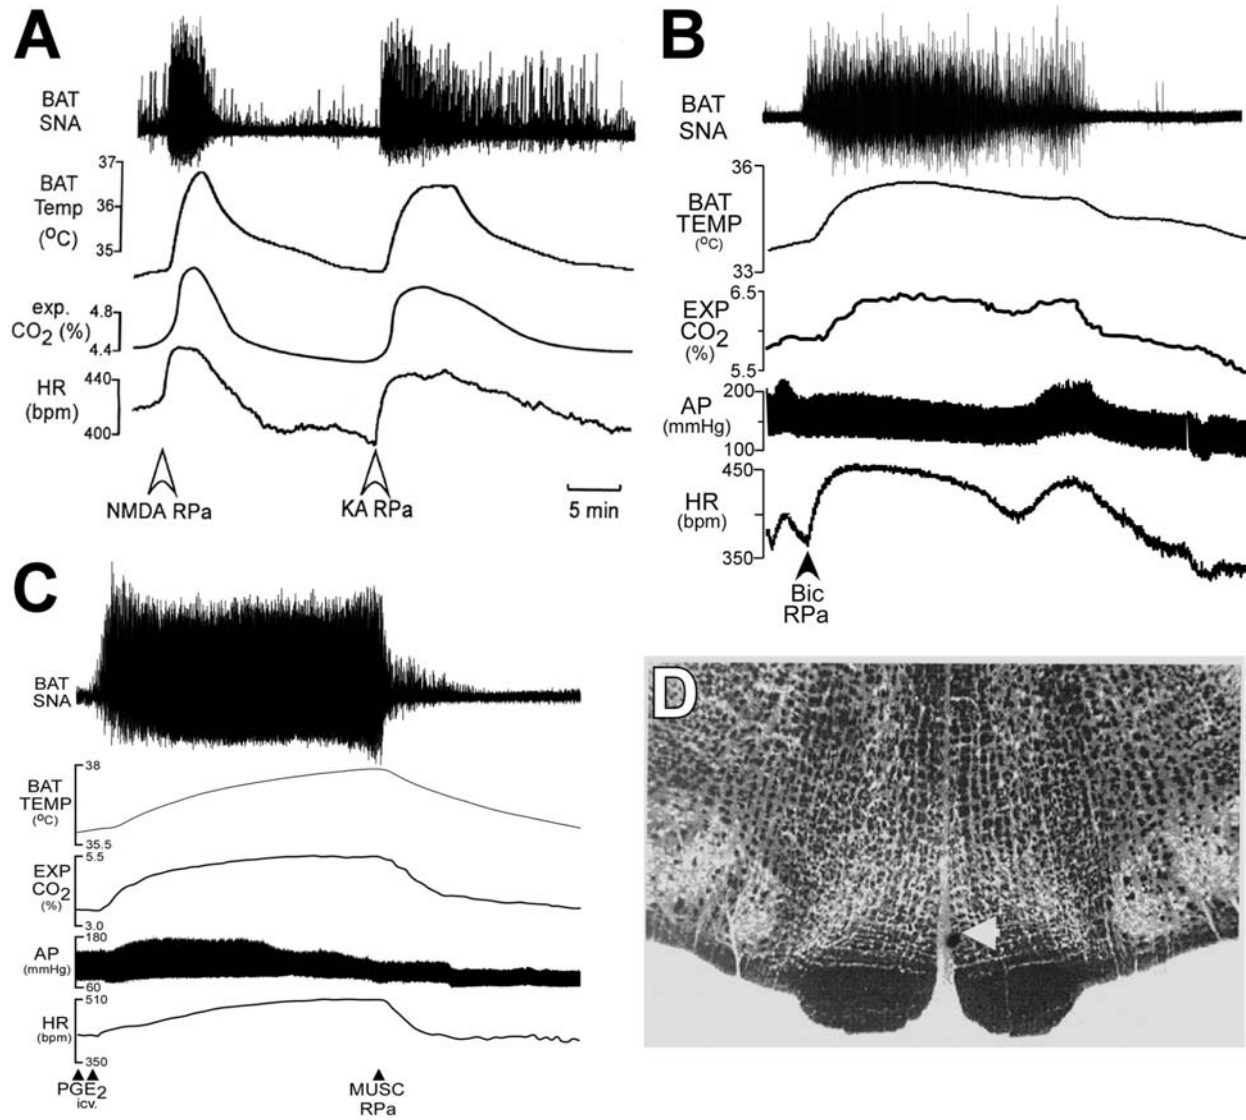 A
BAT
SNA
37
BAT
Temp
(°C)
36
35
exp.
CO2 (%)
4.8
4.4
HR
(bpm)
440
400
NMDA RPa
KA RPa
5 min
B
BAT
SNA
36
BAT
TEMP
(°C)
33
6.5
EXP
CO2
(%)
5.5
200
AP
(mmHg)
100
450
HR
(bpm)
350
Bic
RPa
C
BAT
SNA
38
BAT
TEMP
(°C)
35.5
5.5
EXP
CO2
(%)
3.0
180
AP
(mmHg)
60
510
HR
(bpm)
350
PGE2
icv.
MUSC
RPa
D